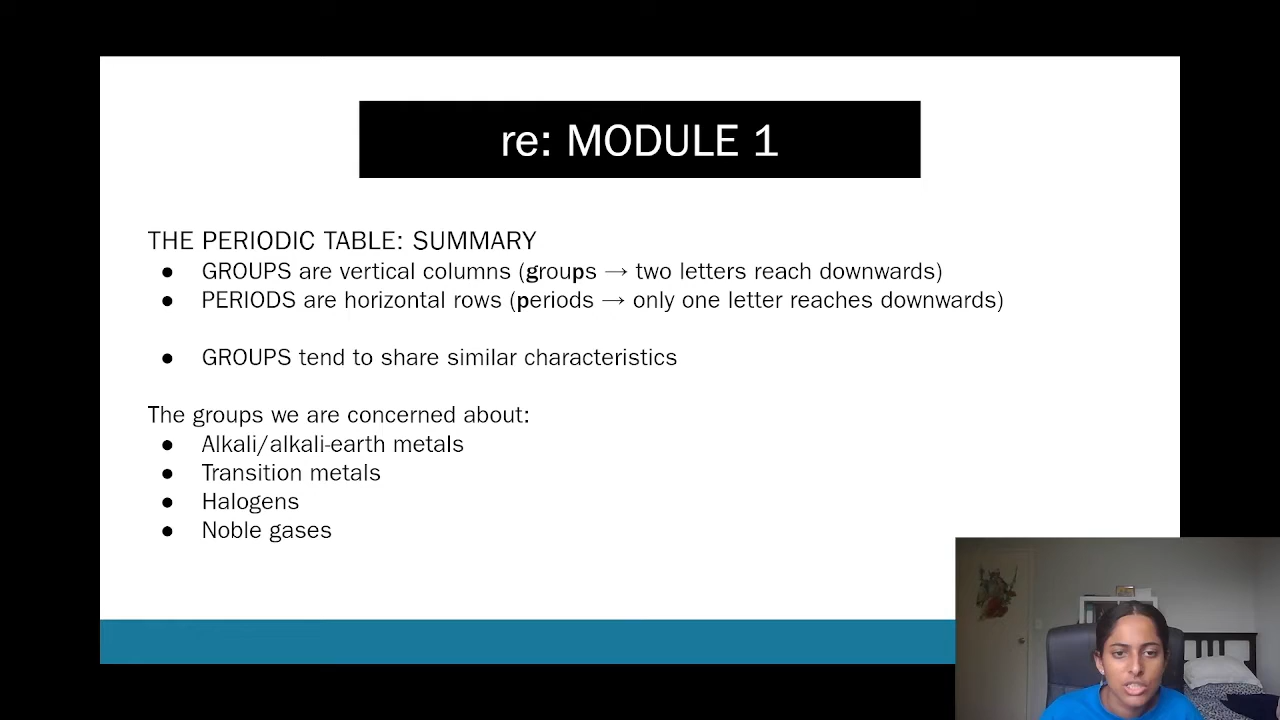 re: MODULE 1
THE PERIODIC TABLE: SUMMARY
● GROUPS are vertical columns (groups → two letters reach downwards)
● PERIODS are horizontal rows (periods → only one letter reaches downwards)
● GROUPS tend to share similar characteristics
The groups we are concerned about:
● Alkali/alkali-earth metals
● Transition metals
● Halogens
● Noble gases